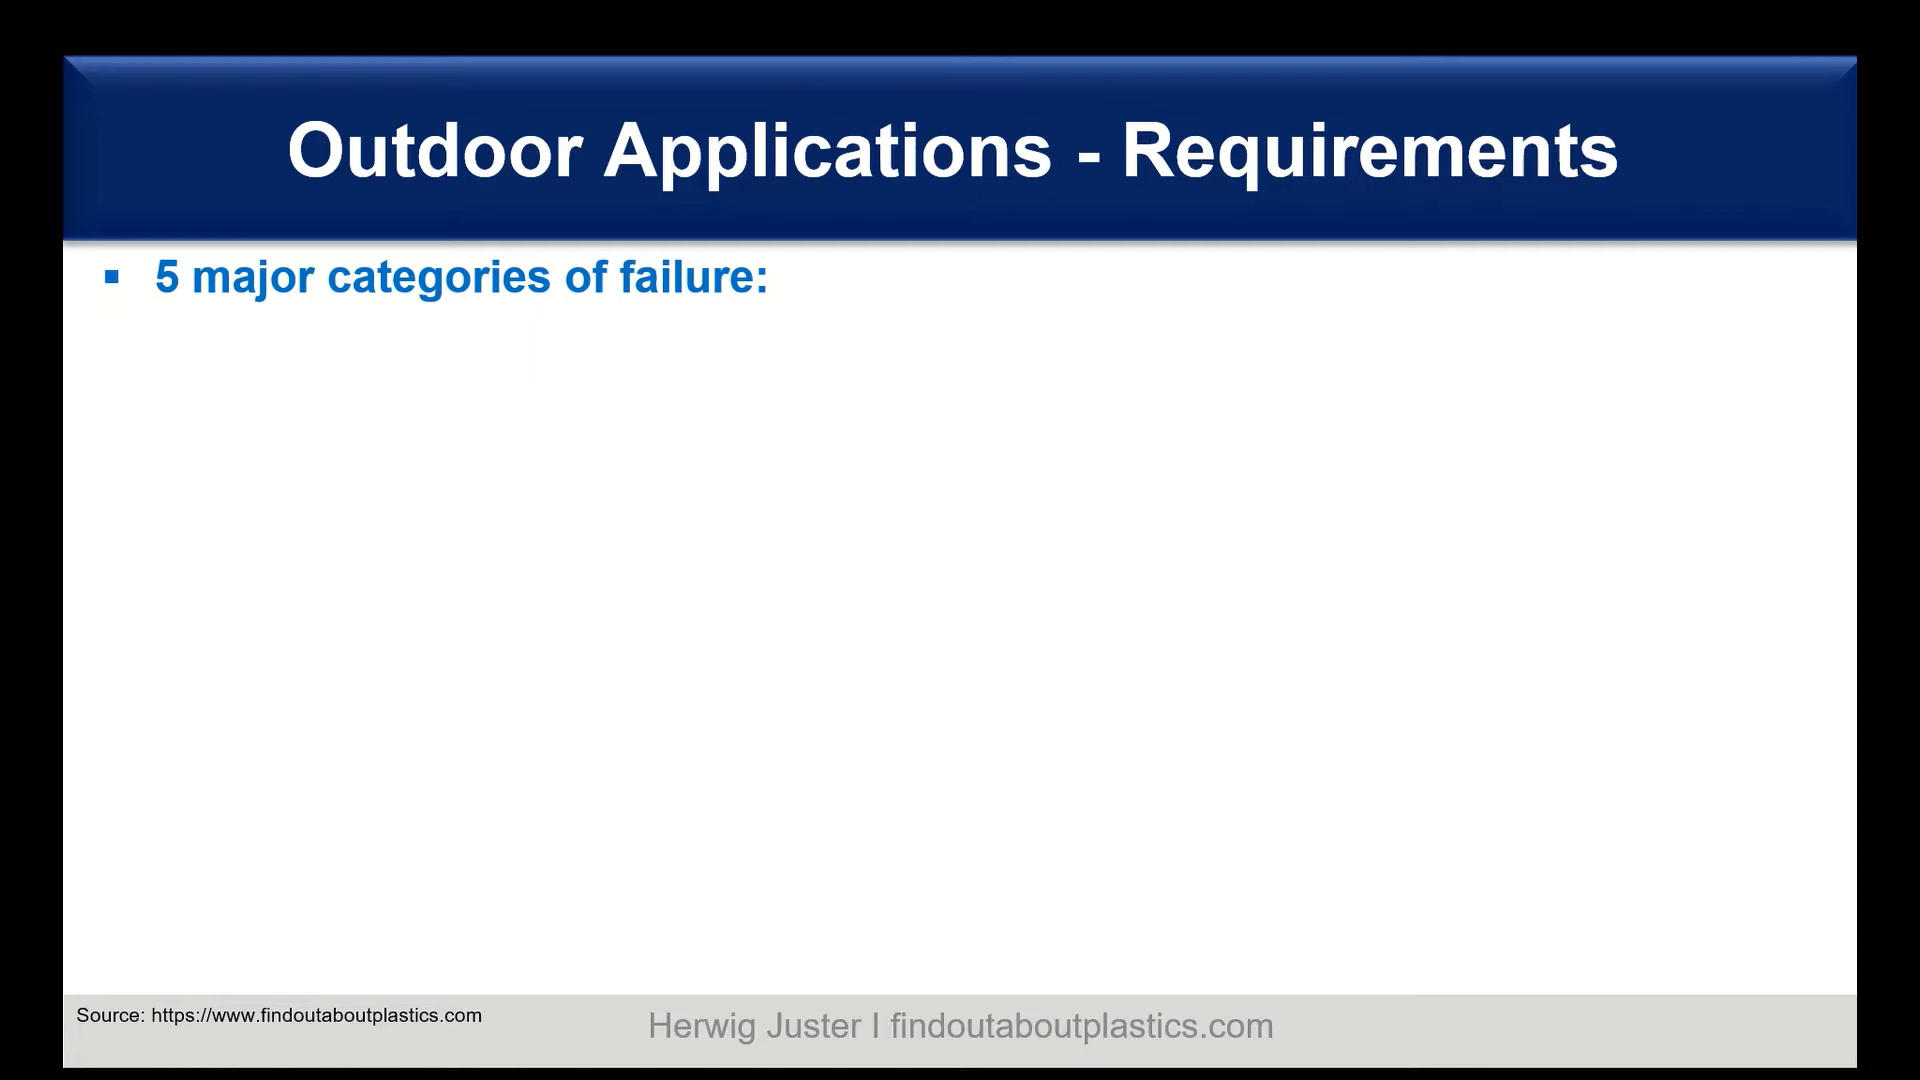 Outdoor Applications - Requirements
▪ 5 major categories of failure:
Source: https://www.findoutaboutplastics.com
Herwig Juster I findoutaboutplastics.com